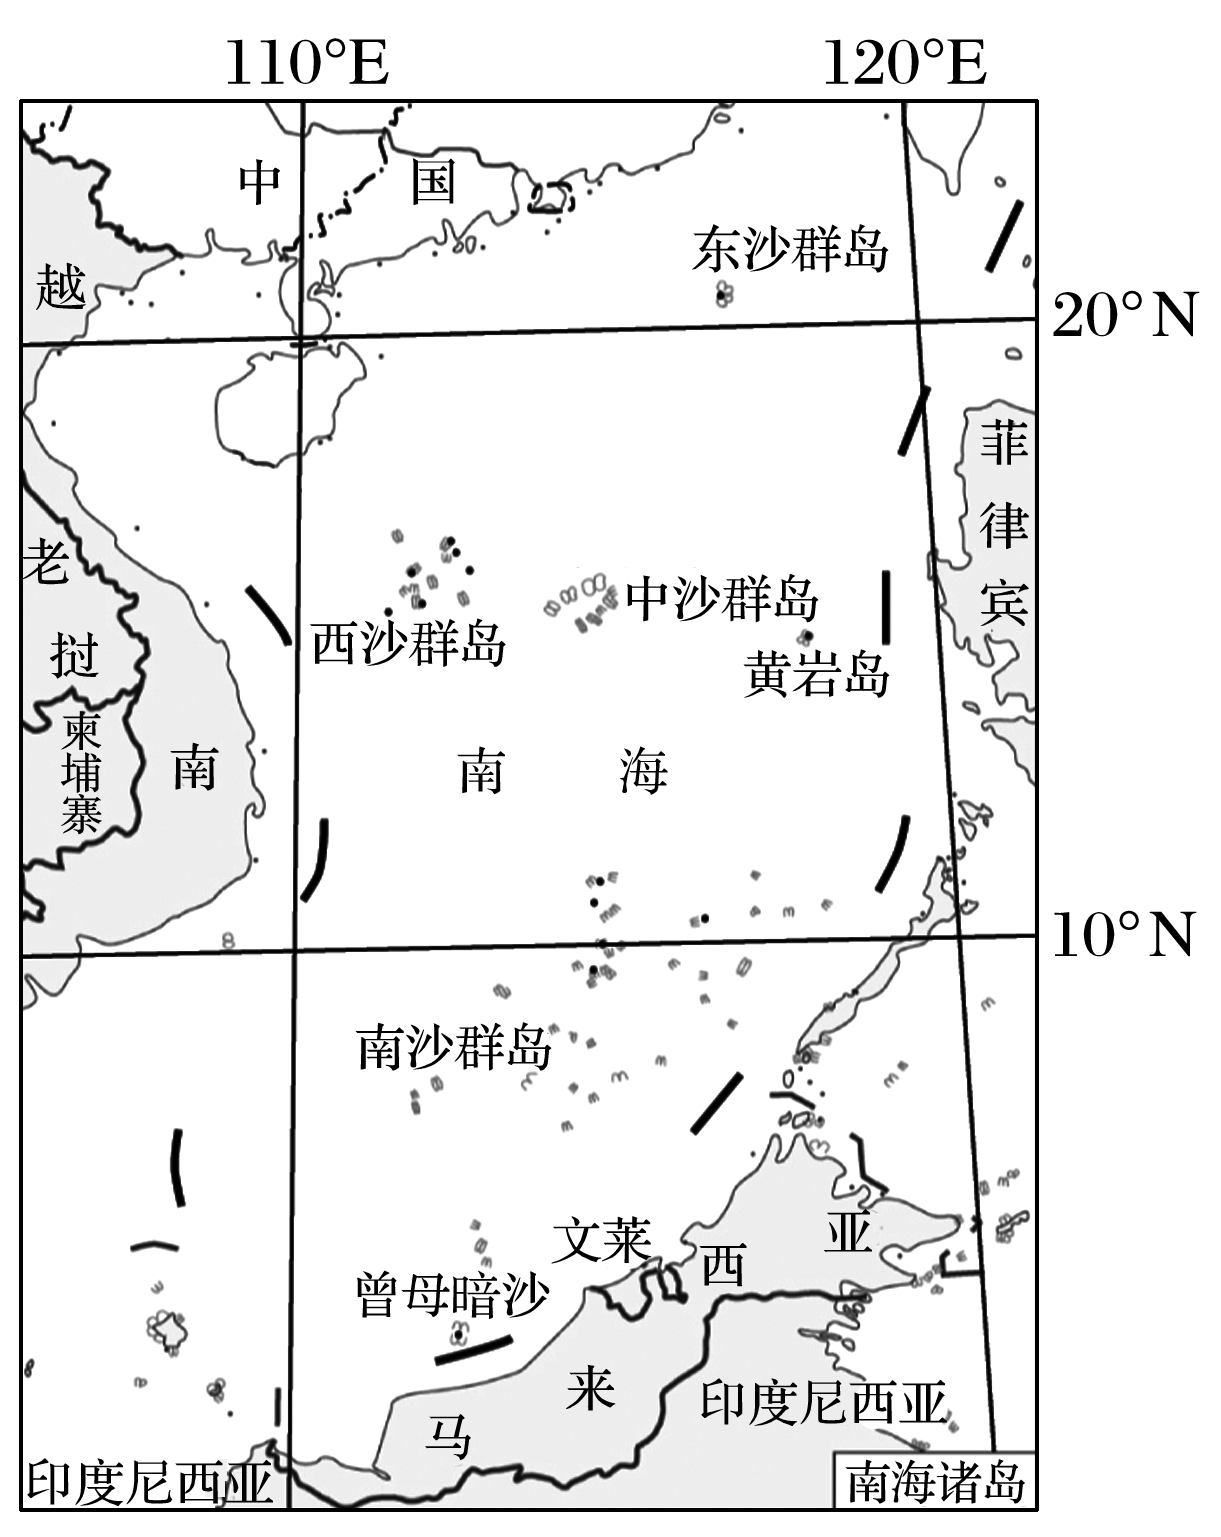 110°E 120°E
中 国
东沙群岛
越
20°N
菲
律
宾
老
挝
中沙群岛
西沙群岛
黄岩岛
柬
埔
寨
南
南 海
10°N
南沙群岛
文莱
西
亚
曾母暗沙
来
马
印度尼西亚
印度尼西亚
南海诸岛